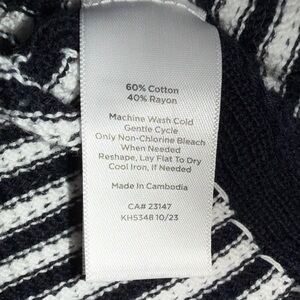 60% Cotton
40% Rayon
Machine Wash Cold
Gentle Cycle
Only Non-Chlorine Bleach
When Needed
Reshape, Lay Flat To Dry
Cool Iron, If Needed
Made In Cambodia
CA# 23147
KH5348 10/23